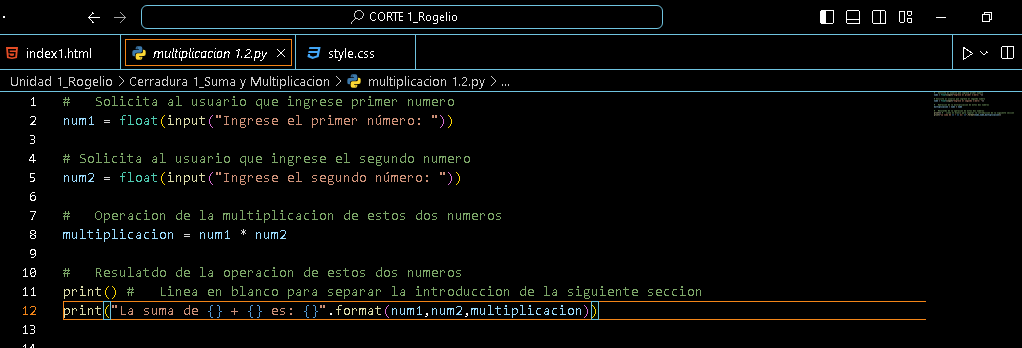 CORTE 1_Rogelio
index1.html multiplicacion 1.2.py style.css
Unidad 1_Rogelio > Cerradura 1_Suma y Multiplicacion > multiplicacion 1.2.py > ...
1 #   Solicita al usuario que ingrese primer numero
2 num1 = float(input("Ingrese el primer número: "))
3
4 # Solicita al usuario que ingrese el segundo numero
5 num2 = float(input("Ingrese el segundo número: "))
6
7 #   Operacion de la multiplicacion de estos dos numeros
8 multiplicacion = num1 * num2
9
10 #   Resulatdo de la operacion de estos dos numeros
11 print() #   Linea en blanco para separar la introduccion de la siguiente seccion
12 print("La suma de {} + {} es: {}".format(num1,num2,multiplicacion))
13